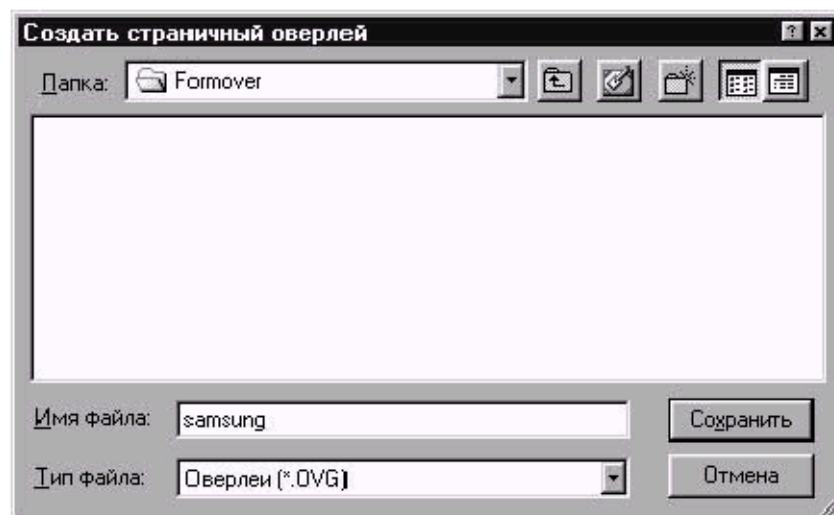 Создать страничный оверлей
Папка: Formover
Имя файла: samsung Сохранить
Тип файла: Оверлеи (*.OVG) Отмена